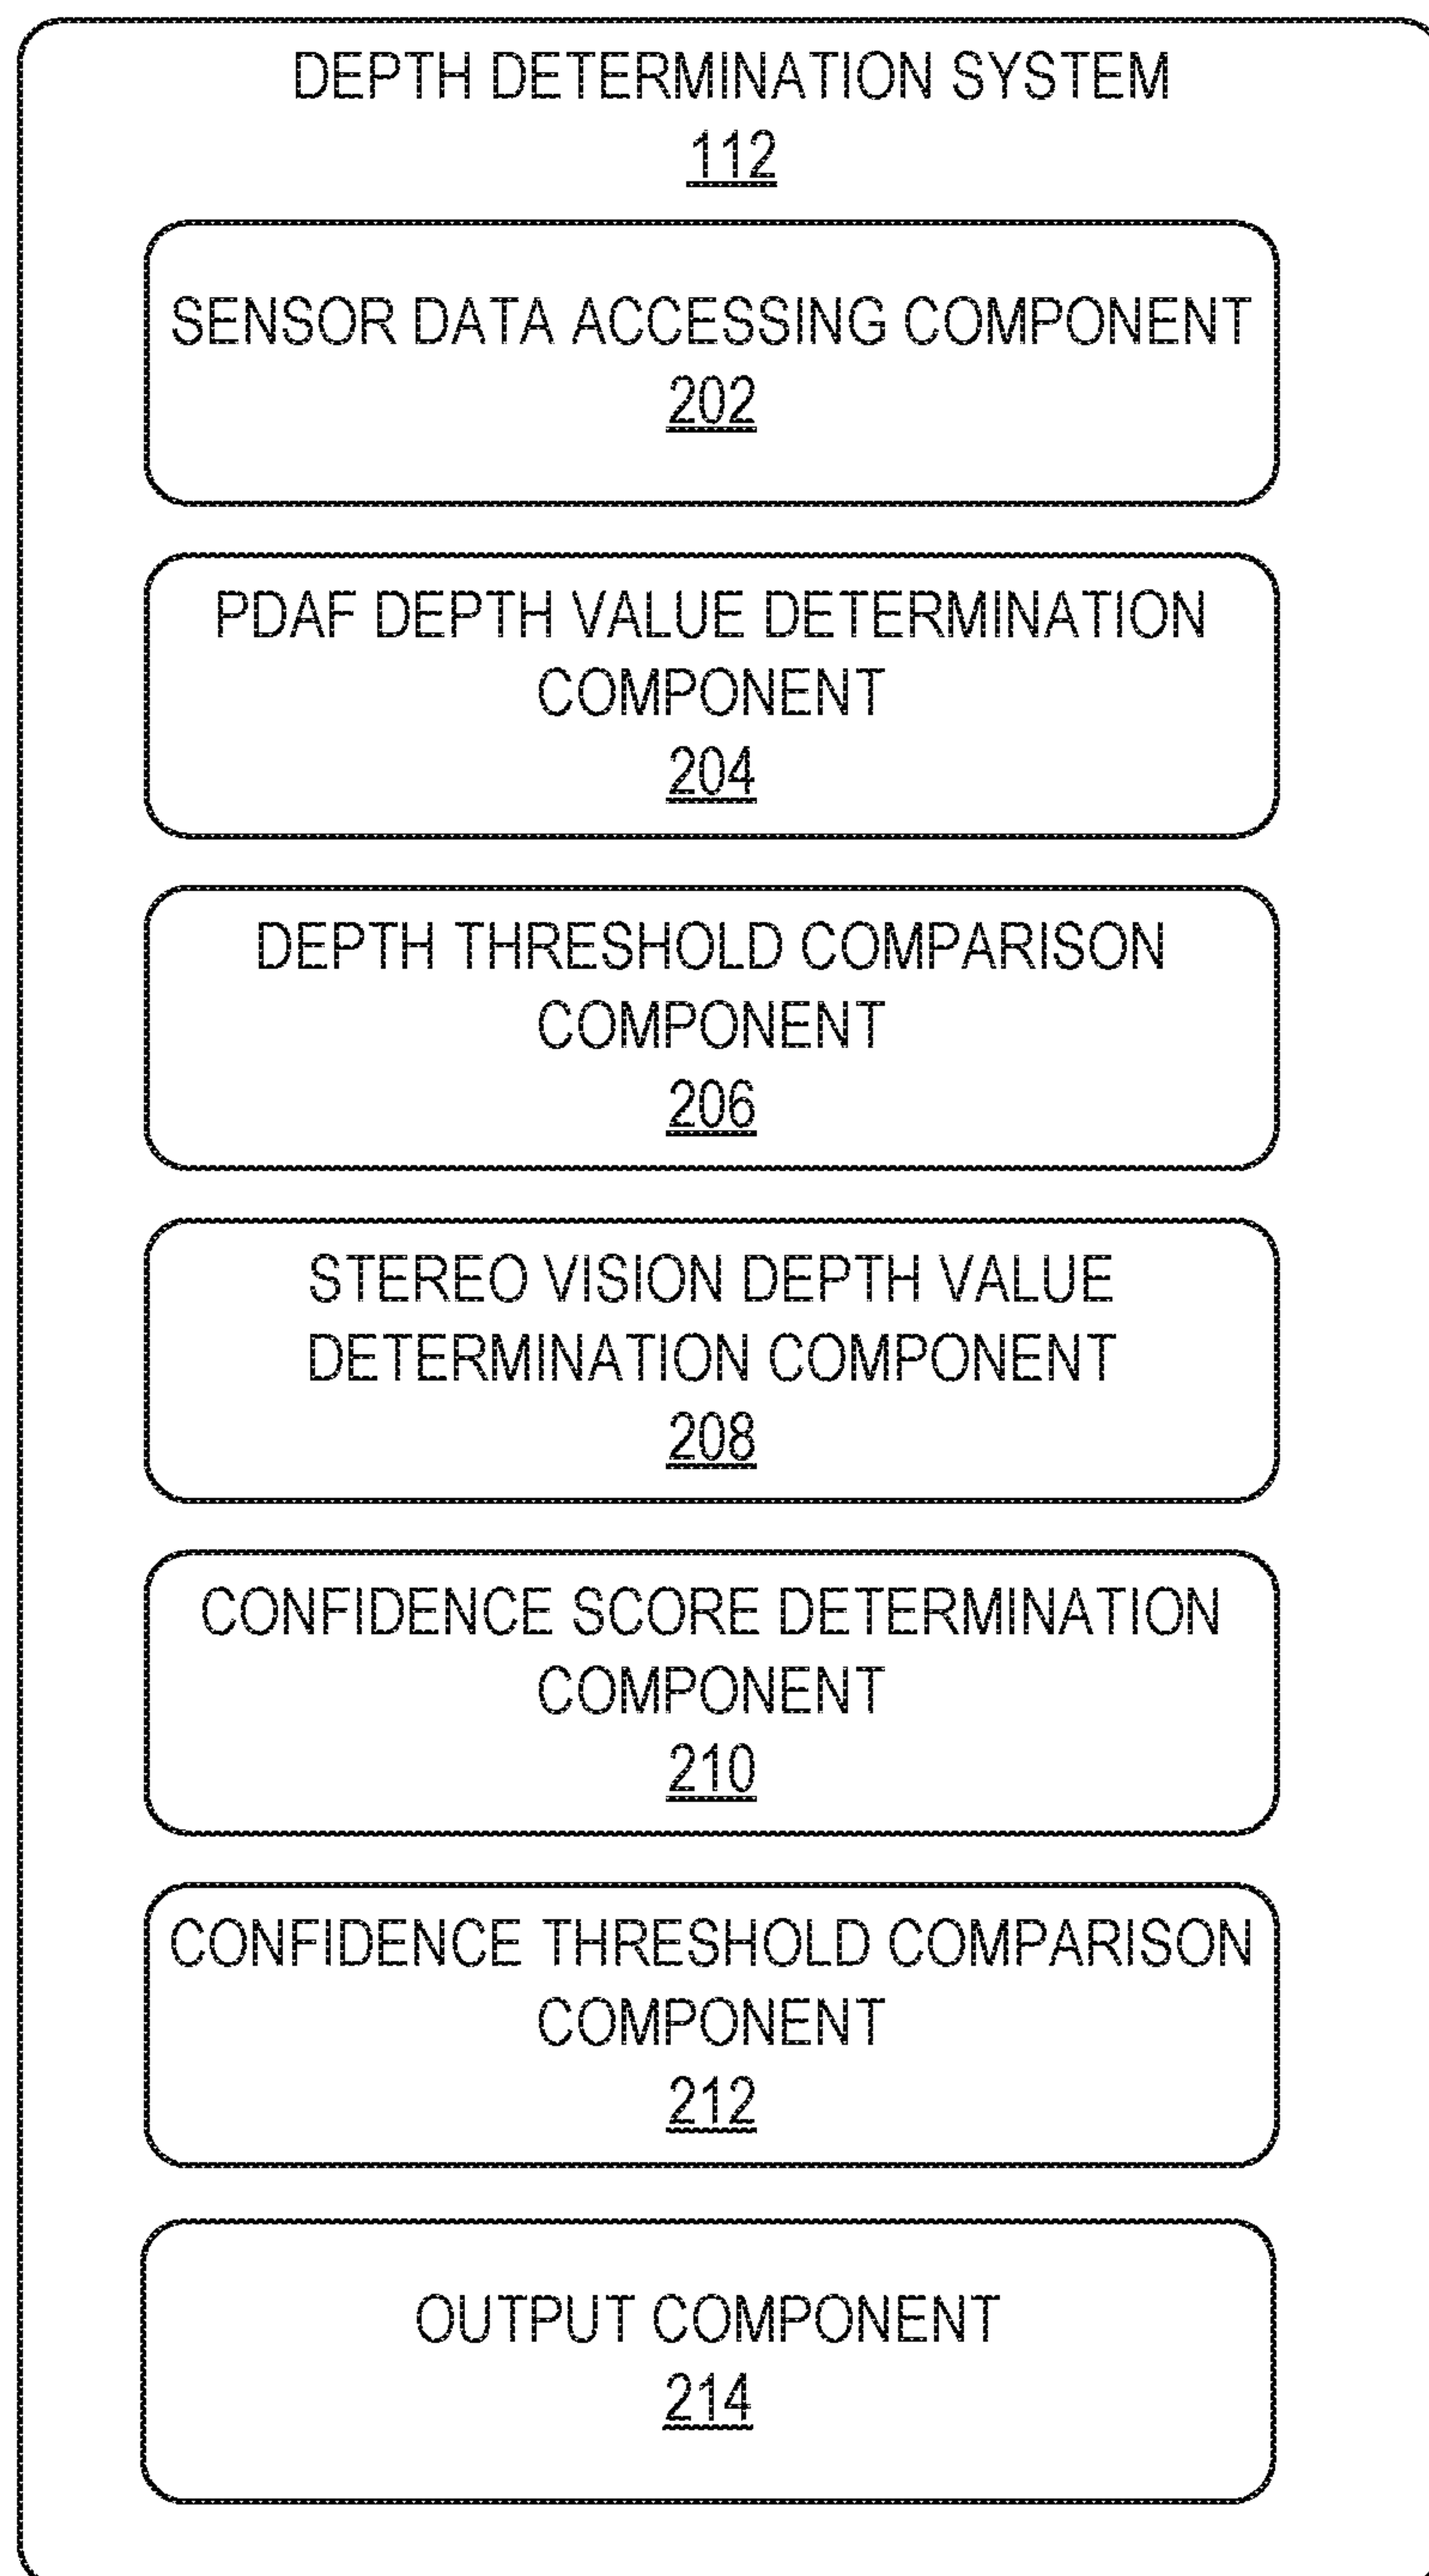 DEPTH DETERMINATION SYSTEM
112
SENSOR DATA ACCESSING COMPONENT
202
PDAF DEPTH VALUE DETERMINATION
COMPONENT
204
DEPTH THRESHOLD COMPARISON
COMPONENT
206
STEREO VISION DEPTH VALUE
DETERMINATION COMPONENT
208
CONFIDENCE SCORE DETERMINATION
COMPONENT
210
CONFIDENCE THRESHOLD COMPARISON
COMPONENT
212
OUTPUT COMPONENT
214